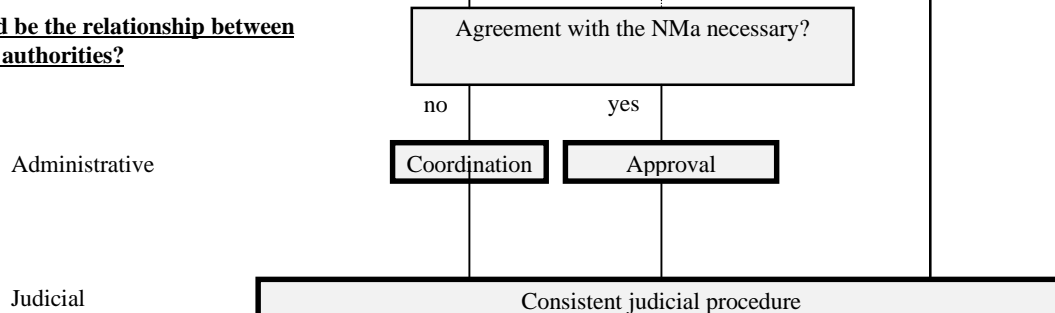 d be the relationship between
authorities?
Agreement with the NMa necessary?
no yes
Administrative Coordination Approval
Judicial Consistent judicial procedure